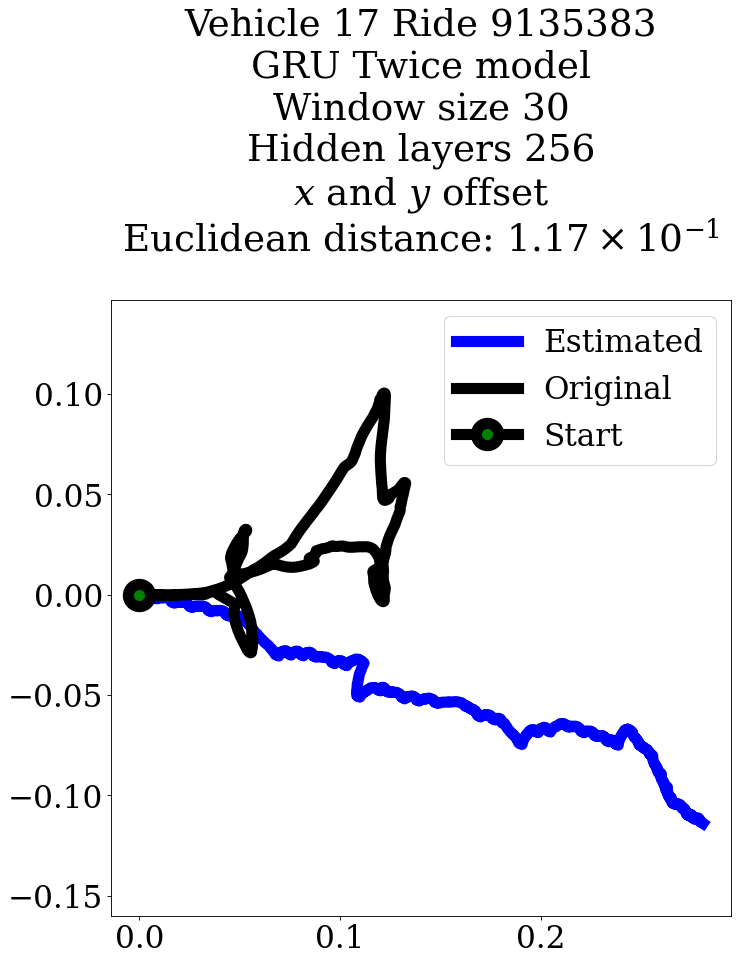 Vehicle 17 Ride 9135383
GRU Twice model
Window size 30
Hidden layers 256
x and y offset
Euclidean distance: 1.17 × 10⁻¹
Estimated
Original
Start
0.10
0.05
0.00
−0.05
−0.10
−0.15
0.0 0.1 0.2